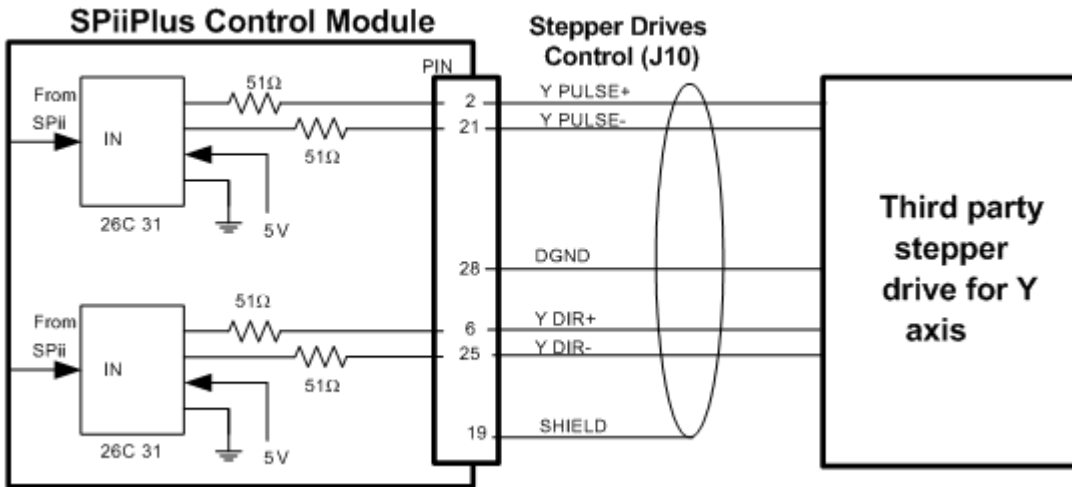 SPiiPlus Control Module
Stepper Drives
Control (J10)
PIN
From
SPii
IN
26C 31
51Ω
51Ω
5V
2
21
Y PULSE+
Y PULSE-
28
DGND
From
SPii
IN
26C 31
51Ω
51Ω
5V
6
25
Y DIR+
Y DIR-
19
SHIELD
Third party
stepper
drive for Y
axis